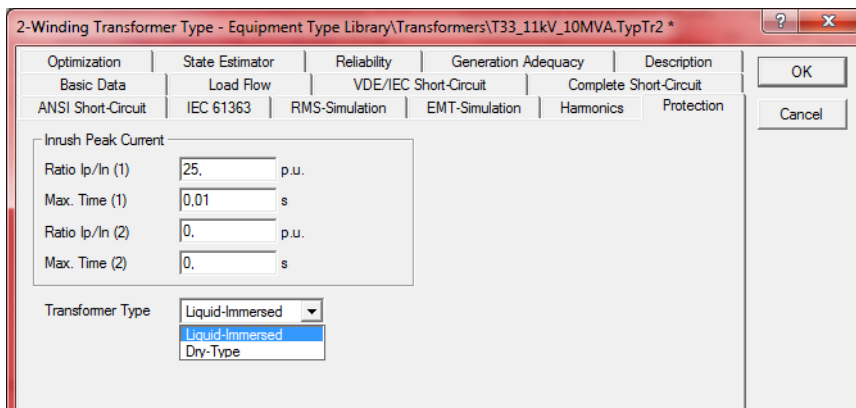 2-Winding Transformer Type - Equipment Type Library\Transformers\T33_11kV_10MVA.TypTr2 *
?
x
Optimization State Estimator Reliability Generation Adequacy Description
OK
Basic Data Load Flow VDE/IEC Short-Circuit Complete Short-Circuit
ANSI Short-Circuit IEC 61363 RMS-Simulation EMT-Simulation Harmonics Protection
Cancel
Inrush Peak Current
Ratio Ip/In (1) 25, p.u.
Max. Time (1) 0,01 s
Ratio Ip/In (2) 0, p.u.
Max. Time (2) 0, s
Transformer Type Liquid-Immersed
Liquid-Immersed
Dry-Type